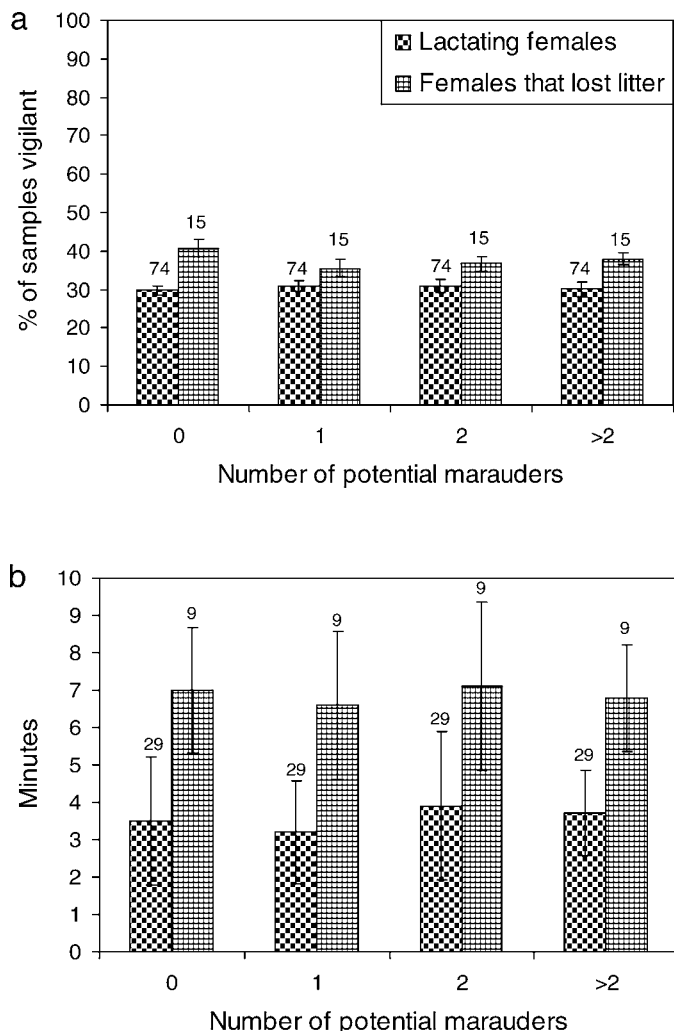 a
100
90
80
70
60
50
40
30
20
10
0
% of samples vigilant
Lactating females
Females that lost litter
74 15 74 15 74 15 74 15
0 1 2 >2
Number of potential marauders
b
10
9
8
7
6
5
4
3
2
1
0
Minutes
29 9 29 9 29 9 29 9
0 1 2 >2
Number of potential marauders